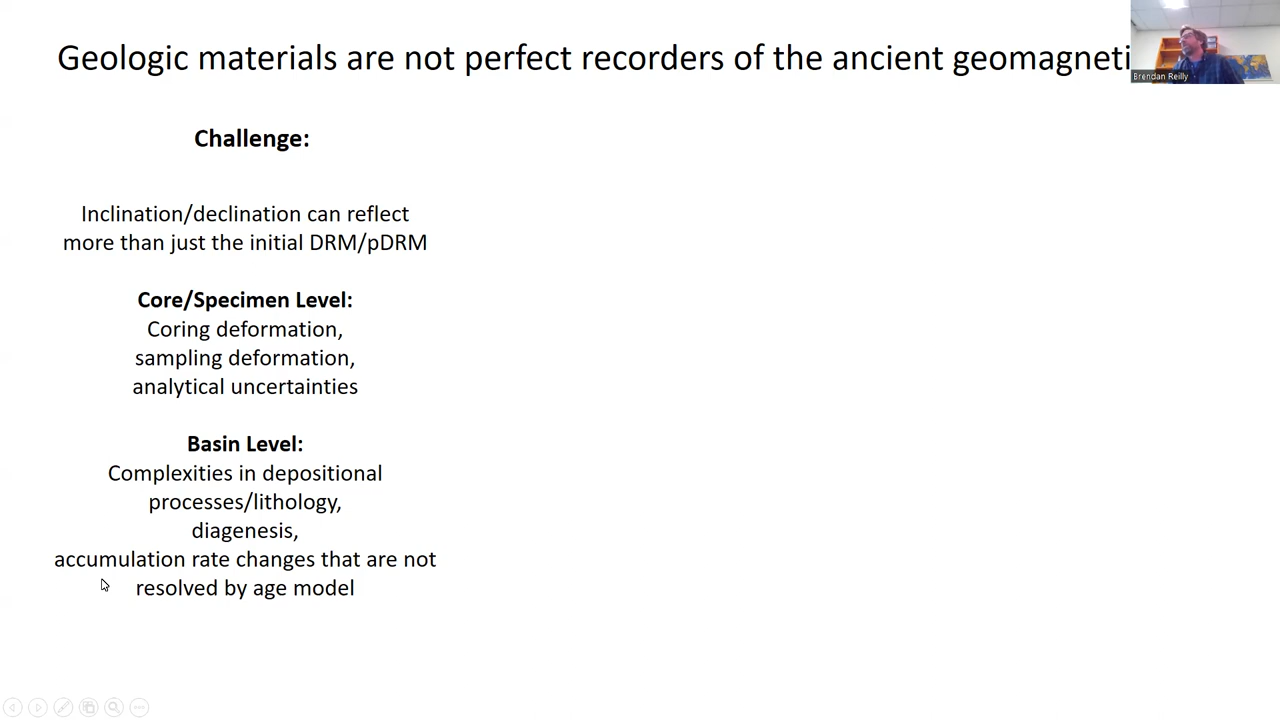 Geologic materials are not perfect recorders of the ancient geomagneti
Brendan Reilly
Challenge:
Inclination/declination can reflect
more than just the initial DRM/pDRM
Core/Specimen Level:
Coring deformation,
sampling deformation,
analytical uncertainties
Basin Level:
Complexities in depositional
processes/lithology,
diagenesis,
accumulation rate changes that are not
resolved by age model